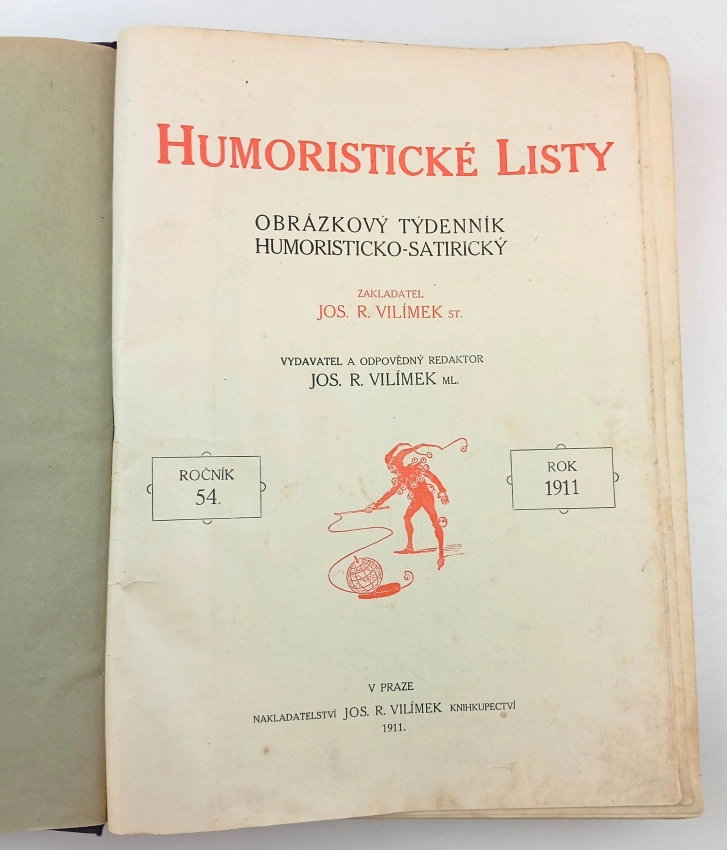 HUMORISTICKÉ LISTY
OBRÁZKOVÝ TÝDENNÍK
HUMORISTICKO-SATIRICKÝ
ZAKLADATEL
JOS. R. VILÍMEK ST.
VYDAVATEL A ODPOVĚDNÝ REDAKTOR
JOS. R. VILÍMEK ML.
ROČNÍK
54.
ROK
1911
V PRAZE
NAKLADATELSTVÍ JOS. R. VILÍMEK KNIHKUPECTVÍ
1911.